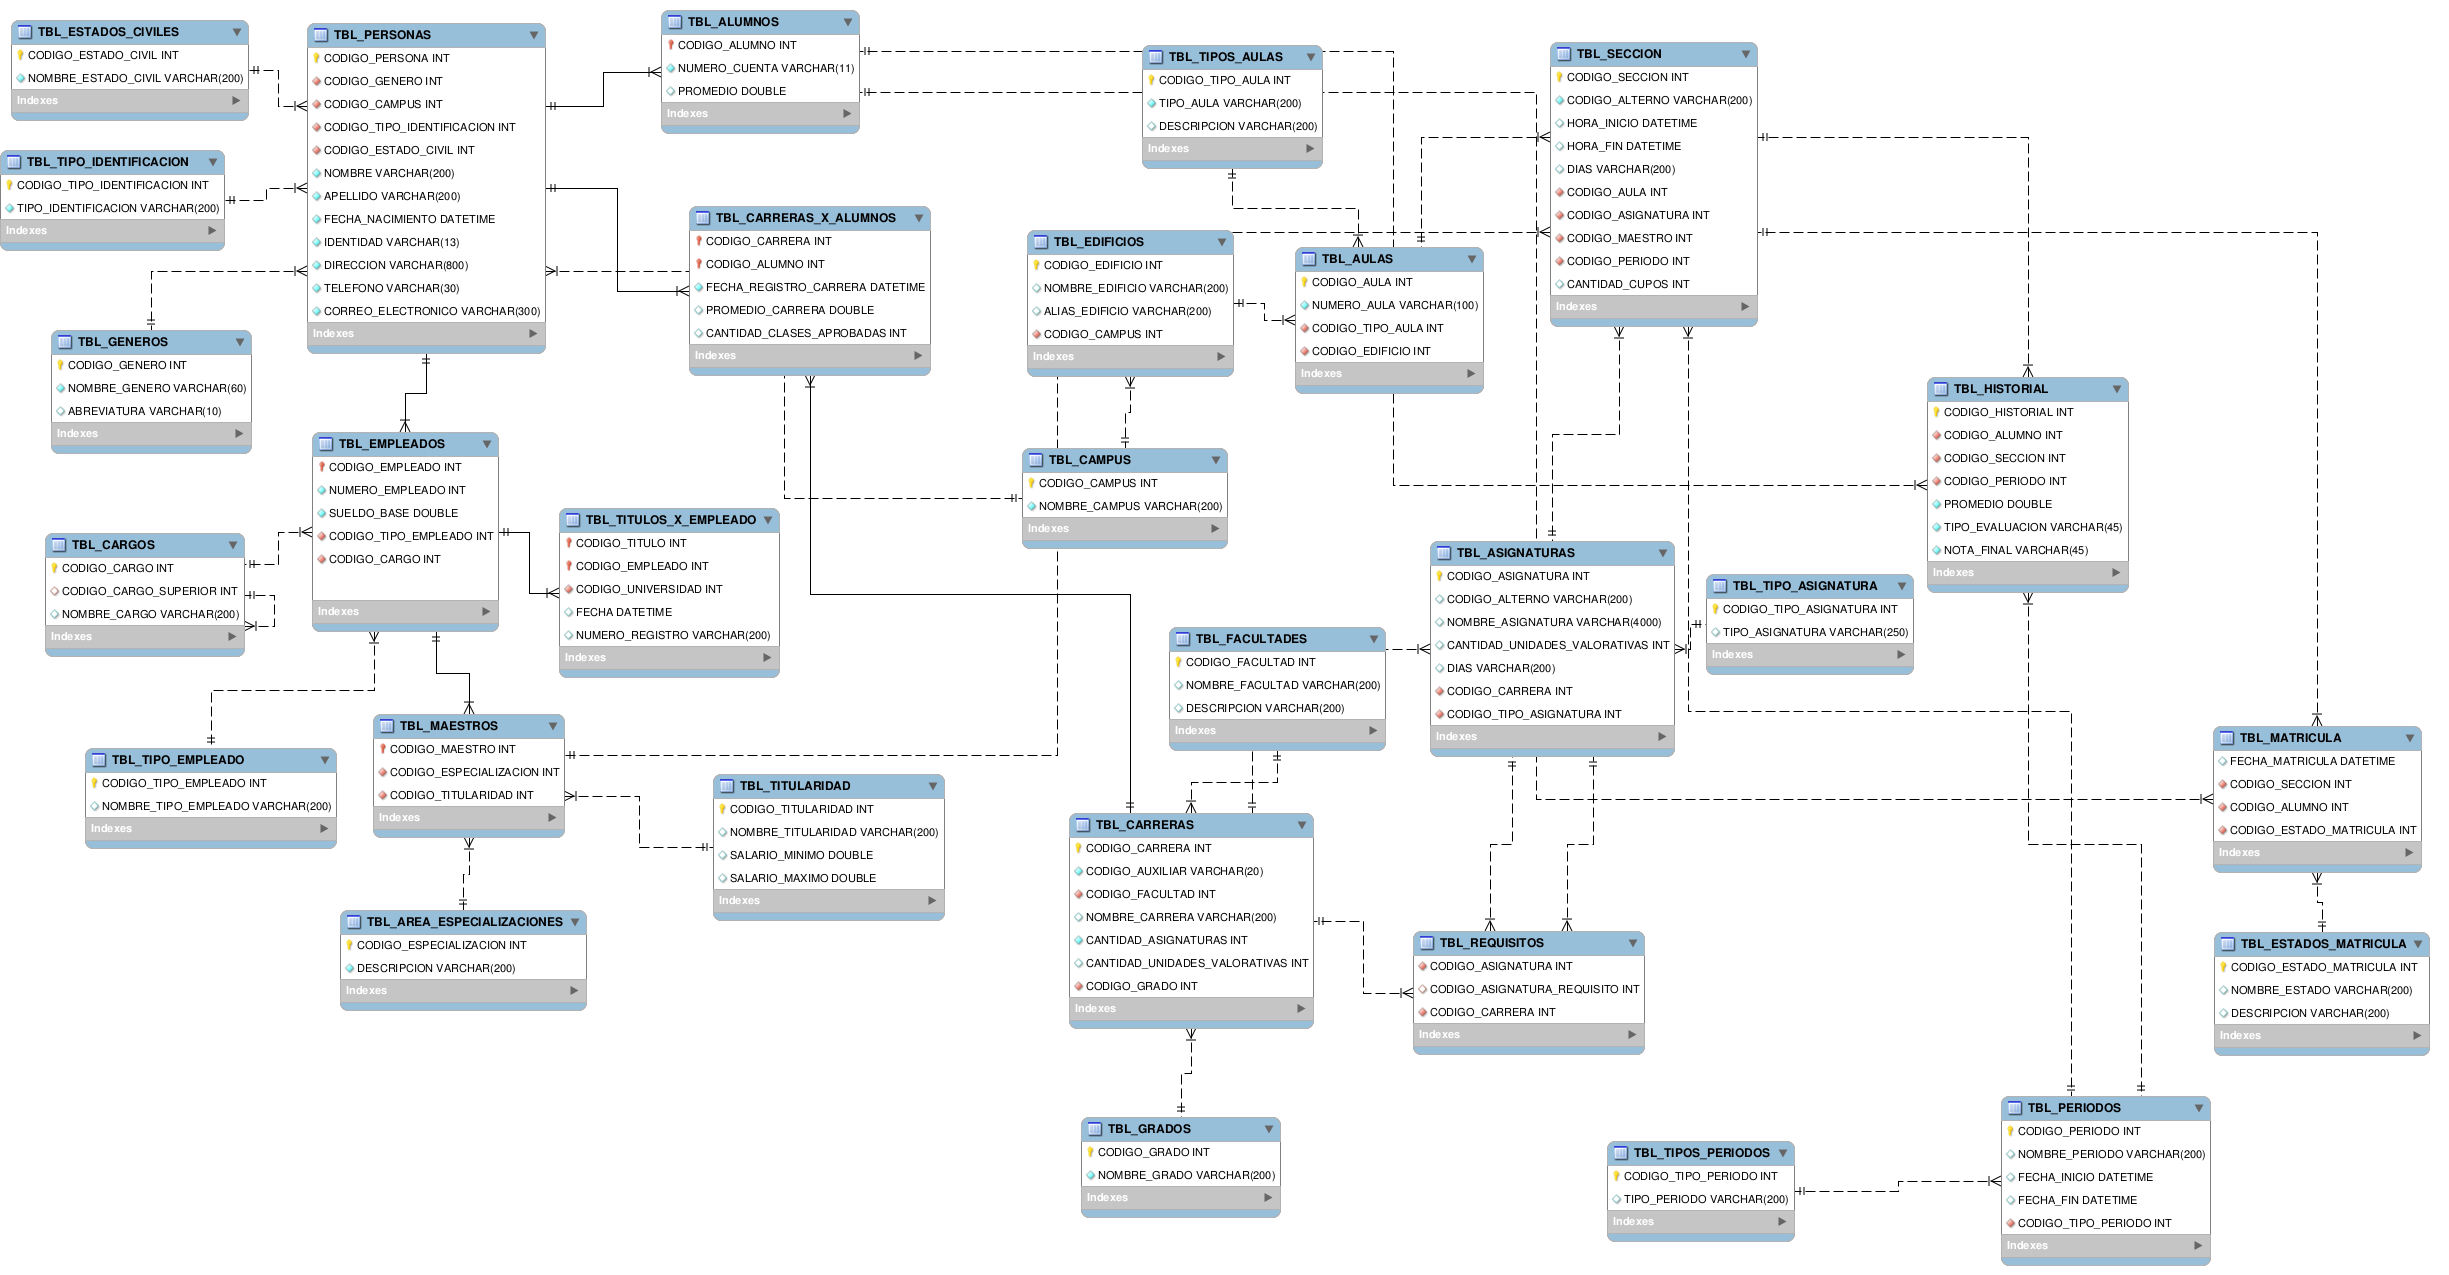 TBL_ESTADOS_CIVILES
CODIGO_ESTADO_CIVIL INT
NOMBRE_ESTADO_CIVIL VARCHAR(200)
Indexes
TBL_TIPO_IDENTIFICACION
CODIGO_TIPO_IDENTIFICACION INT
TIPO_IDENTIFICACION VARCHAR(200)
Indexes
TBL_GENEROS
CODIGO_GENERO INT
NOMBRE_GENERO VARCHAR(60)
ABREVIATURA VARCHAR(10)
Indexes
TBL_PERSONAS
CODIGO_PERSONA INT
CODIGO_GENERO INT
CODIGO_CAMPUS INT
CODIGO_TIPO_IDENTIFICACION INT
CODIGO_ESTADO_CIVIL INT
NOMBRE VARCHAR(200)
APELLIDO VARCHAR(200)
FECHA_NACIMIENTO DATETIME
IDENTIDAD VARCHAR(13)
DIRECCION VARCHAR(800)
TELEFONO VARCHAR(30)
CORREO_ELECTRONICO VARCHAR(300)
Indexes
TBL_ALUMNOS
CODIGO_ALUMNO INT
NUMERO_CUENTA VARCHAR(11)
PROMEDIO DOUBLE
Indexes
TBL_CARRERAS_X_ALUMNOS
CODIGO_CARRERA INT
CODIGO_ALUMNO INT
FECHA_REGISTRO_CARRERA DATETIME
PROMEDIO_CARRERA DOUBLE
CANTIDAD_CLASES_APROBADAS INT
Indexes
TBL_TIPOS_AULAS
CODIGO_TIPO_AULA INT
TIPO_AULA VARCHAR(200)
DESCRIPCION VARCHAR(200)
Indexes
TBL_EDIFICIOS
CODIGO_EDIFICIO INT
NOMBRE_EDIFICIO VARCHAR(200)
ALIAS_EDIFICIO VARCHAR(200)
CODIGO_CAMPUS INT
Indexes
TBL_AULAS
CODIGO_AULA INT
NUMERO_AULA VARCHAR(100)
CODIGO_TIPO_AULA INT
CODIGO_EDIFICIO INT
Indexes
TBL_SECCION
CODIGO_SECCION INT
CODIGO_ALTERNO VARCHAR(200)
HORA_INICIO DATETIME
HORA_FIN DATETIME
DIAS VARCHAR(200)
CODIGO_AULA INT
CODIGO_ASIGNATURA INT
CODIGO_MAESTRO INT
CODIGO_PERIODO INT
CANTIDAD_CUPOS INT
Indexes
TBL_HISTORIAL
CODIGO_HISTORIAL INT
CODIGO_ALUMNO INT
CODIGO_SECCION INT
CODIGO_PERIODO INT
PROMEDIO DOUBLE
TIPO_EVALUACION VARCHAR(45)
NOTA_FINAL VARCHAR(45)
Indexes
TBL_EMPLEADOS
CODIGO_EMPLEADO INT
NUMERO_EMPLEADO INT
SUELDO_BASE DOUBLE
CODIGO_TIPO_EMPLEADO INT
CODIGO_CARGO INT
Indexes
TBL_CARGOS
CODIGO_CARGO INT
CODIGO_CARGO_SUPERIOR INT
NOMBRE_CARGO VARCHAR(200)
Indexes
TBL_TITULOS_X_EMPLEADO
CODIGO_TITULO INT
CODIGO_EMPLEADO INT
CODIGO_UNIVERSIDAD INT
FECHA DATETIME
NUMERO_REGISTRO VARCHAR(200)
Indexes
TBL_CAMPUS
CODIGO_CAMPUS INT
NOMBRE_CAMPUS VARCHAR(200)
Indexes
TBL_ASIGNATURAS
CODIGO_ASIGNATURA INT
CODIGO_ALTERNO VARCHAR(200)
NOMBRE_ASIGNATURA VARCHAR(4000)
CANTIDAD_UNIDADES_VALORATIVAS INT
DIAS VARCHAR(200)
CODIGO_CARRERA INT
CODIGO_TIPO_ASIGNATURA INT
Indexes
TBL_TIPO_ASIGNATURA
CODIGO_TIPO_ASIGNATURA INT
TIPO_ASIGNATURA VARCHAR(250)
Indexes
TBL_FACULTADES
CODIGO_FACULTAD INT
NOMBRE_FACULTAD VARCHAR(200)
DESCRIPCION VARCHAR(200)
Indexes
TBL_TIPO_EMPLEADO
CODIGO_TIPO_EMPLEADO INT
NOMBRE_TIPO_EMPLEADO VARCHAR(200)
Indexes
TBL_MAESTROS
CODIGO_MAESTRO INT
CODIGO_ESPECIALIZACION INT
CODIGO_TITULARIDAD INT
Indexes
TBL_TITULARIDAD
CODIGO_TITULARIDAD INT
NOMBRE_TITULARIDAD VARCHAR(200)
SALARIO_MINIMO DOUBLE
SALARIO_MAXIMO DOUBLE
Indexes
TBL_AREA_ESPECIALIZACIONES
CODIGO_ESPECIALIZACION INT
DESCRIPCION VARCHAR(200)
Indexes
TBL_CARRERAS
CODIGO_CARRERA INT
CODIGO_AUXILIAR VARCHAR(20)
CODIGO_FACULTAD INT
NOMBRE_CARRERA VARCHAR(200)
CANTIDAD_ASIGNATURAS INT
CANTIDAD_UNIDADES_VALORATIVAS INT
CODIGO_GRADO INT
Indexes
TBL_REQUISITOS
CODIGO_ASIGNATURA INT
CODIGO_ASIGNATURA_REQUISITO INT
CODIGO_CARRERA INT
Indexes
TBL_MATRICULA
FECHA_MATRICULA DATETIME
CODIGO_SECCION INT
CODIGO_ALUMNO INT
CODIGO_ESTADO_MATRICULA INT
Indexes
TBL_ESTADOS_MATRICULA
CODIGO_ESTADO_MATRICULA INT
NOMBRE_ESTADO VARCHAR(200)
DESCRIPCION VARCHAR(200)
Indexes
TBL_GRADOS
CODIGO_GRADO INT
NOMBRE_GRADO VARCHAR(200)
Indexes
TBL_TIPOS_PERIODOS
CODIGO_TIPO_PERIODO INT
TIPO_PERIODO VARCHAR(200)
Indexes
TBL_PERIODOS
CODIGO_PERIODO INT
NOMBRE_PERIODO VARCHAR(200)
FECHA_INICIO DATETIME
FECHA_FIN DATETIME
CODIGO_TIPO_PERIODO INT
Indexes